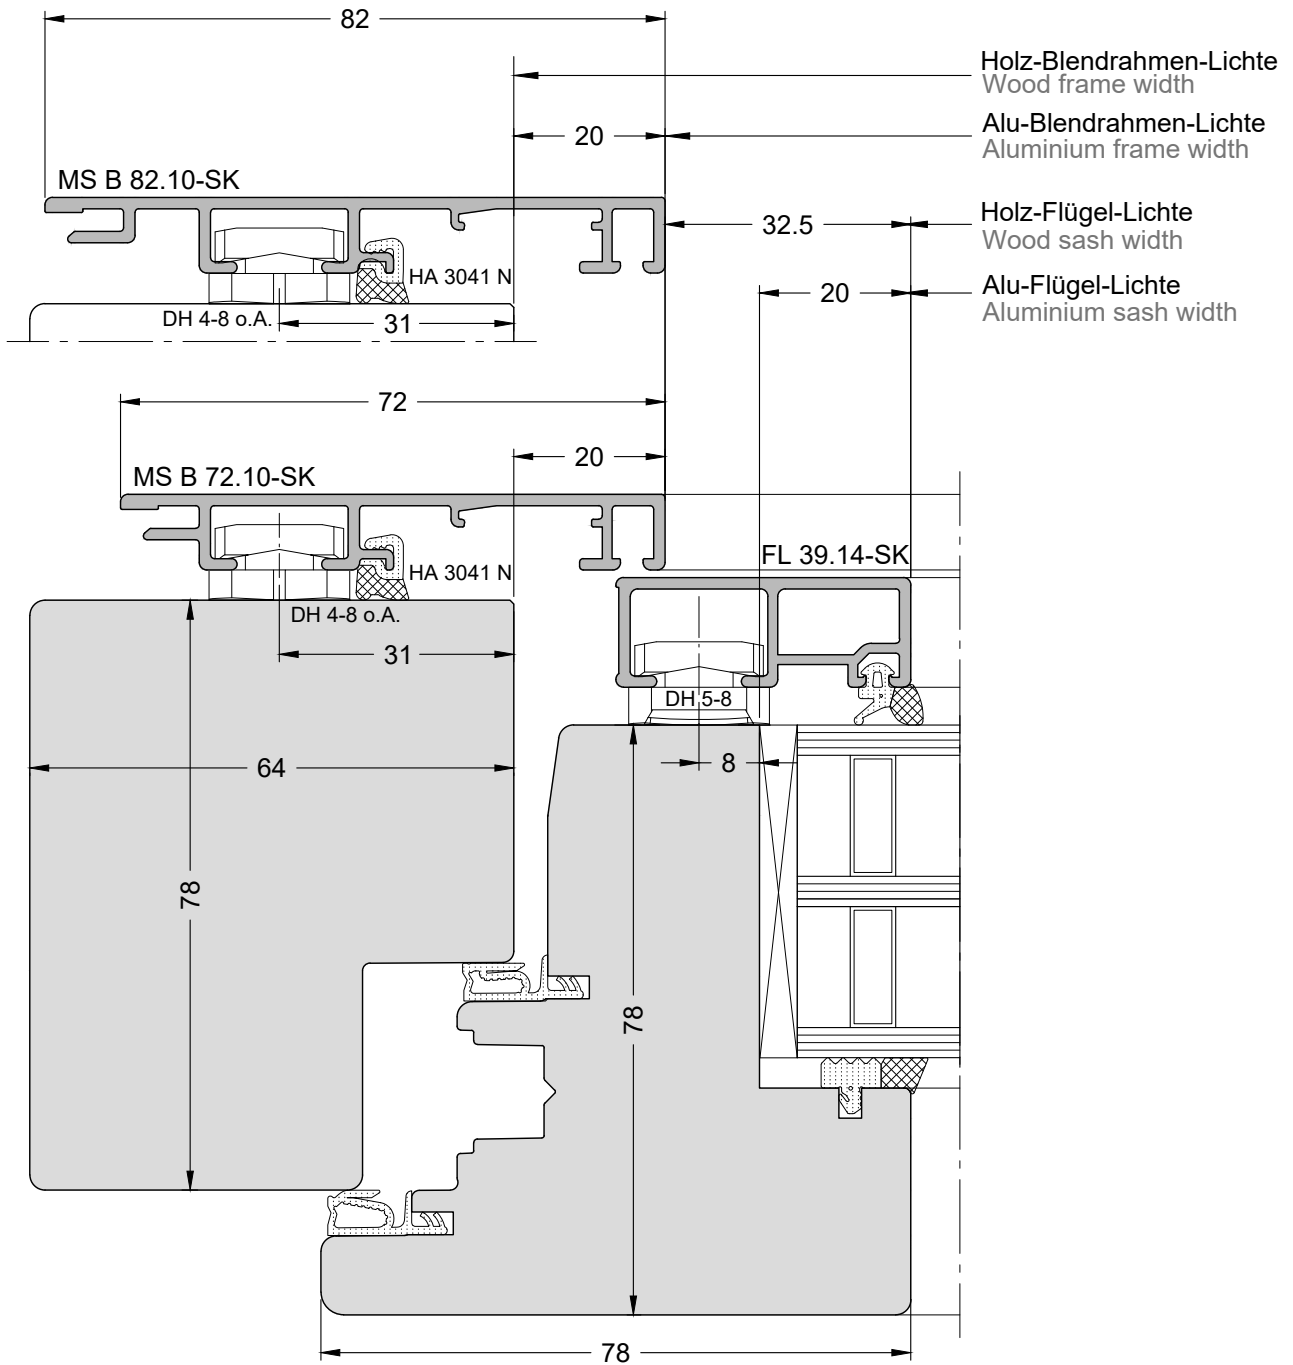 82
Holz-Blendrahmen-Lichte
Wood frame width
20
Alu-Blendrahmen-Lichte
Aluminium frame width
MS B 82.10-SK
32.5
Holz-Flügel-Lichte
Wood sash width
HA 3041 N
20
Alu-Flügel-Lichte
Aluminium sash width
DH 4-8 o.A.
31
72
20
MS B 72.10-SK
FL 39.14-SK
HA 3041 N
DH 4-8 o.A.
31
DH 5-8
64
8
78
78
78